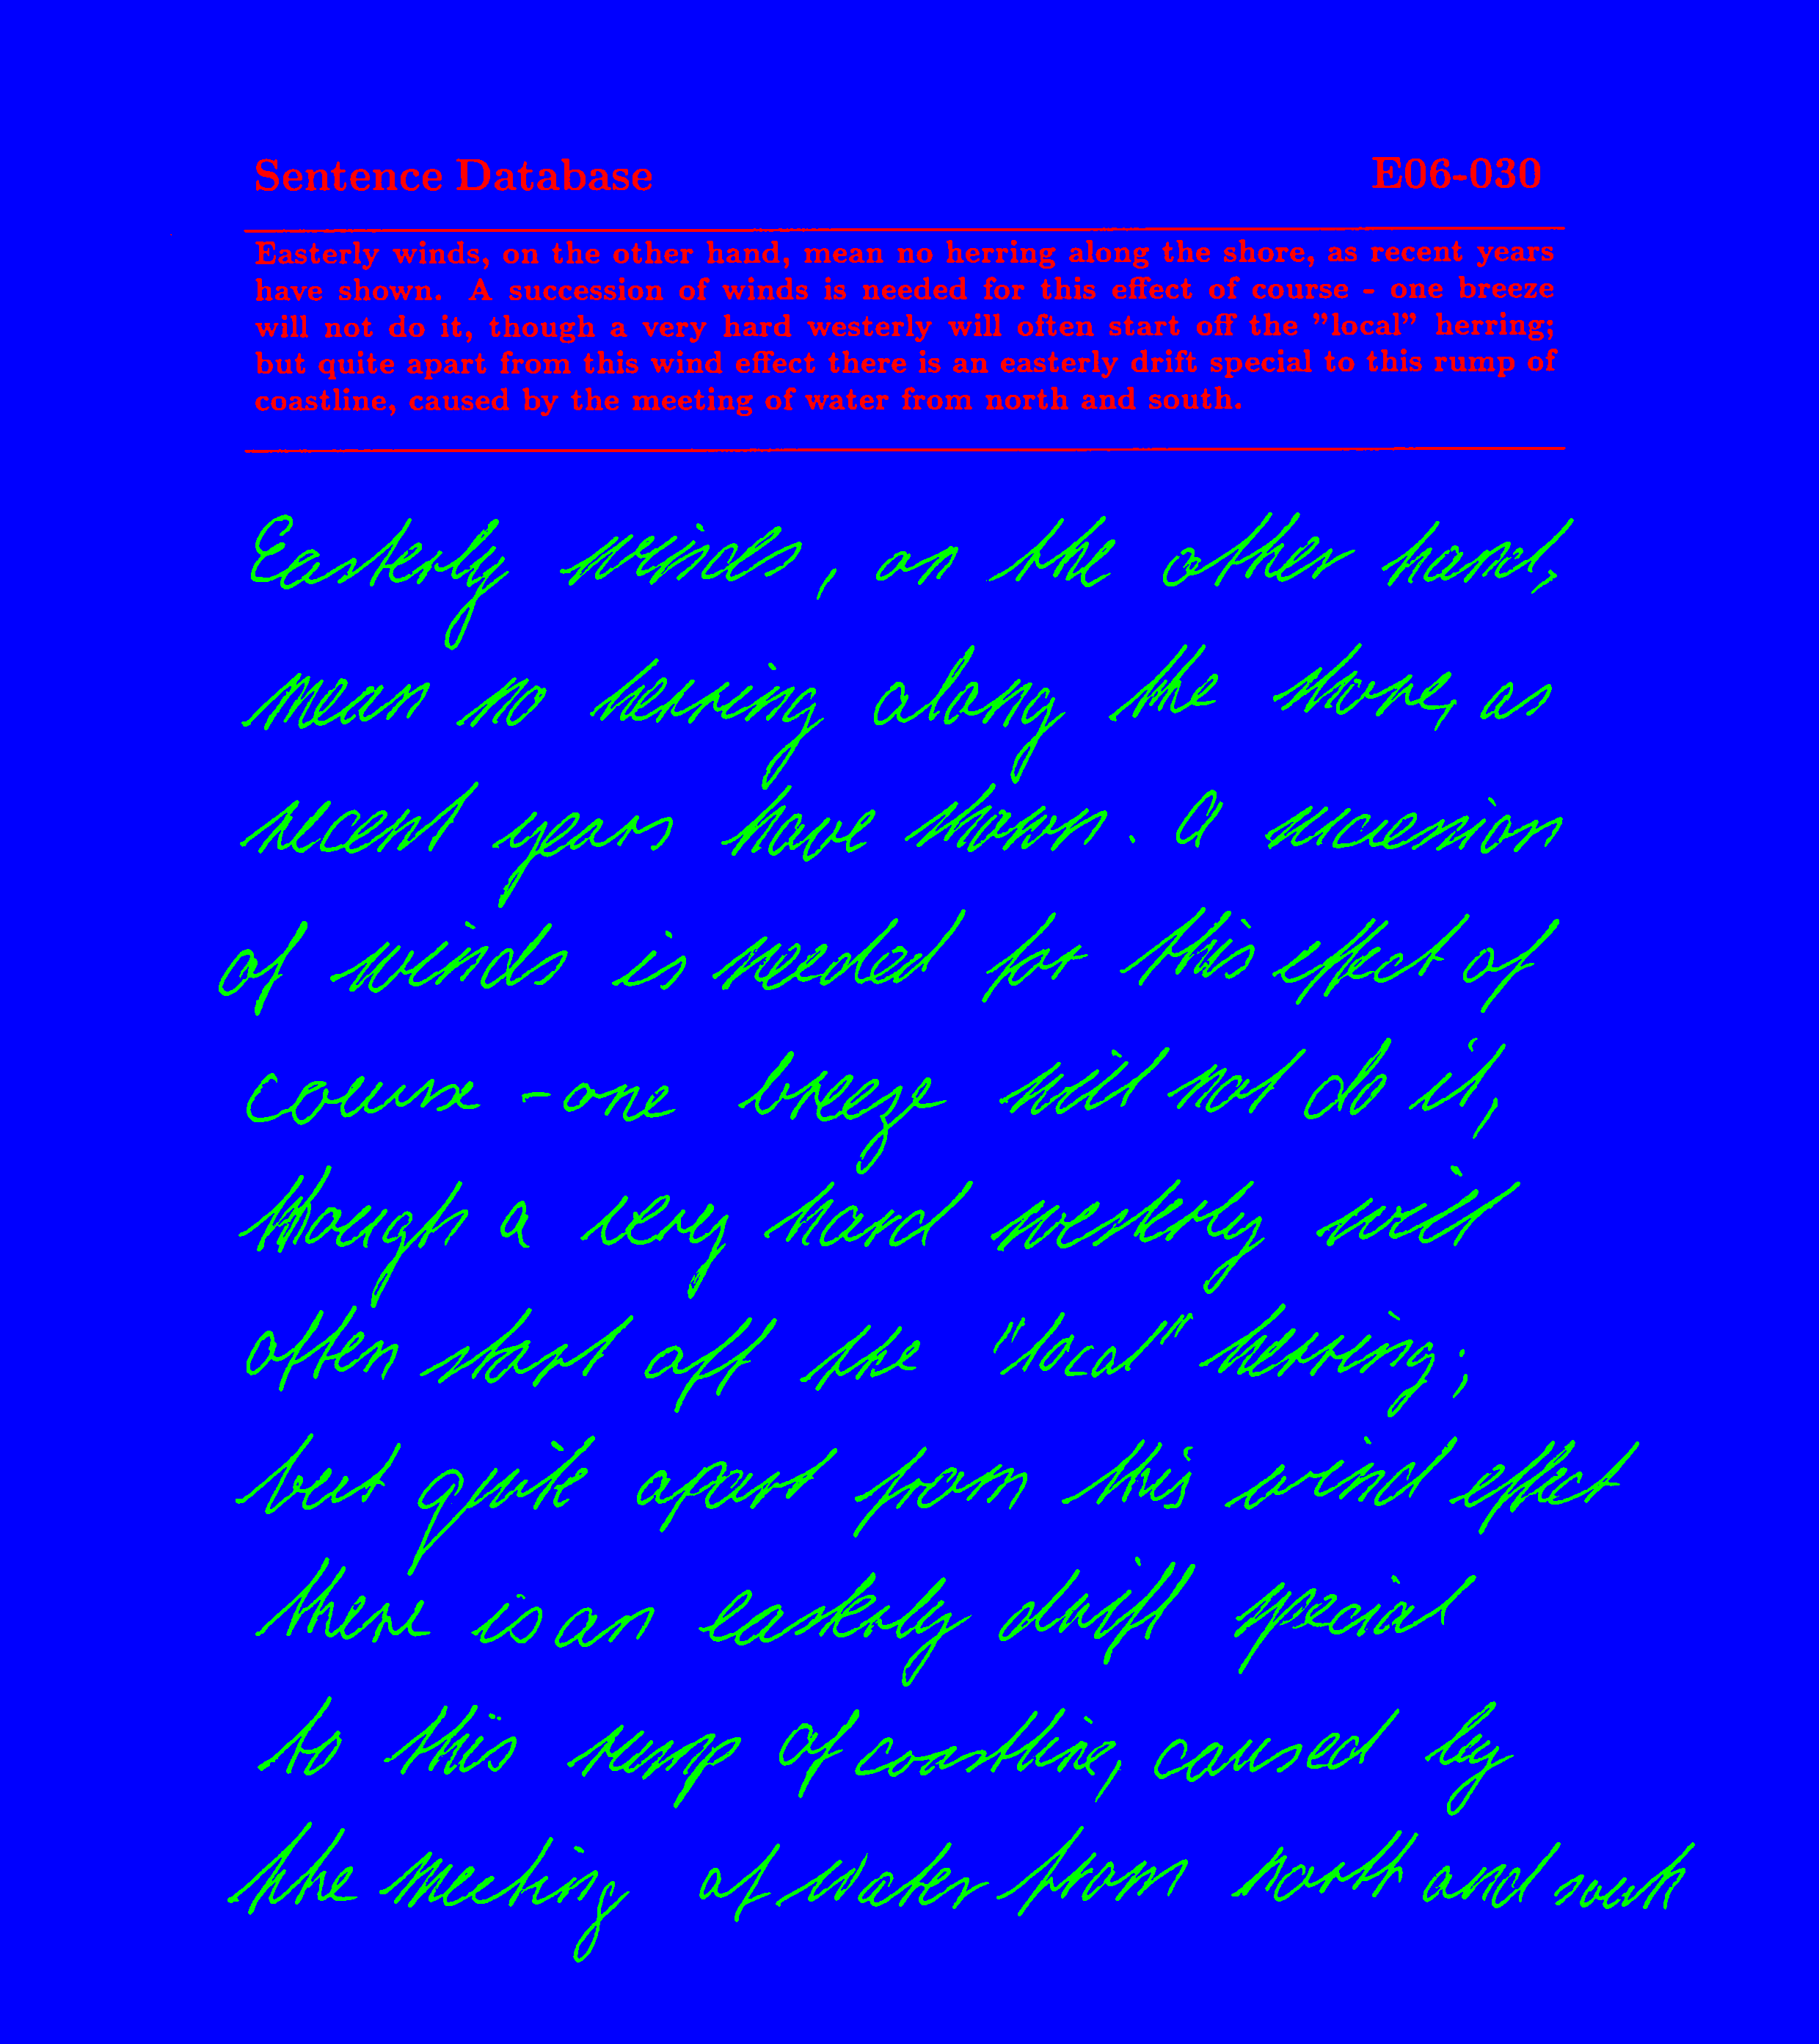 Sentence Database E06-030
Easterly winds, on the other hand, mean no herring along the shore, as recent years
have shown. A succession of winds is needed for this effect of course - one breeze
will not do it, though a very hard westerly will often start off the "local" herring;
but quite apart from this wind effect there is an easterly drift special to this rump of
coastline, caused by the meeting of water from north and south.
Easterly winds, on the other hand,
mean no herring along the shore, as
recent years have shown. A succession
of winds is needed for this effect of
course - one breeze will not do it,
though a very hard westerly will
often start off the "local" herring;
but quite apart from this wind effect
there is an easterly drift special
to this rump of coastline, caused by
the meeting of water from north and south